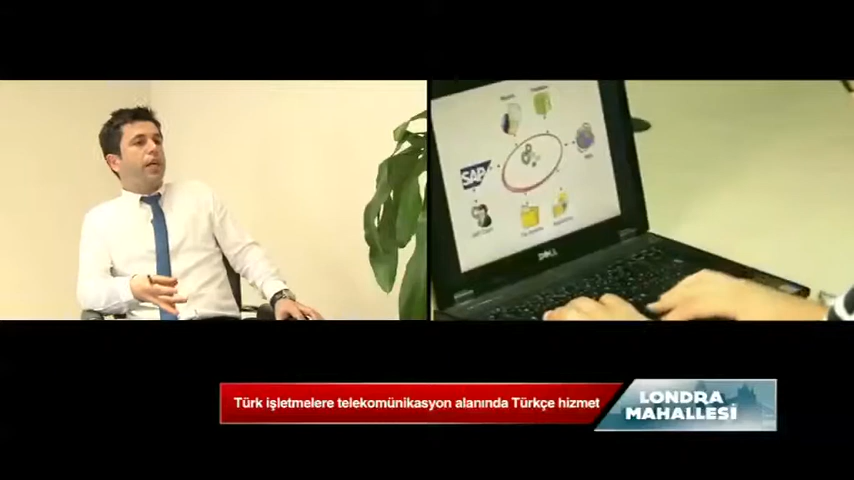 SAP
DELL
Türk işletmelere telekomünikasyon alanında Türkçe hizmet
LONDRA
MAHALLESİ